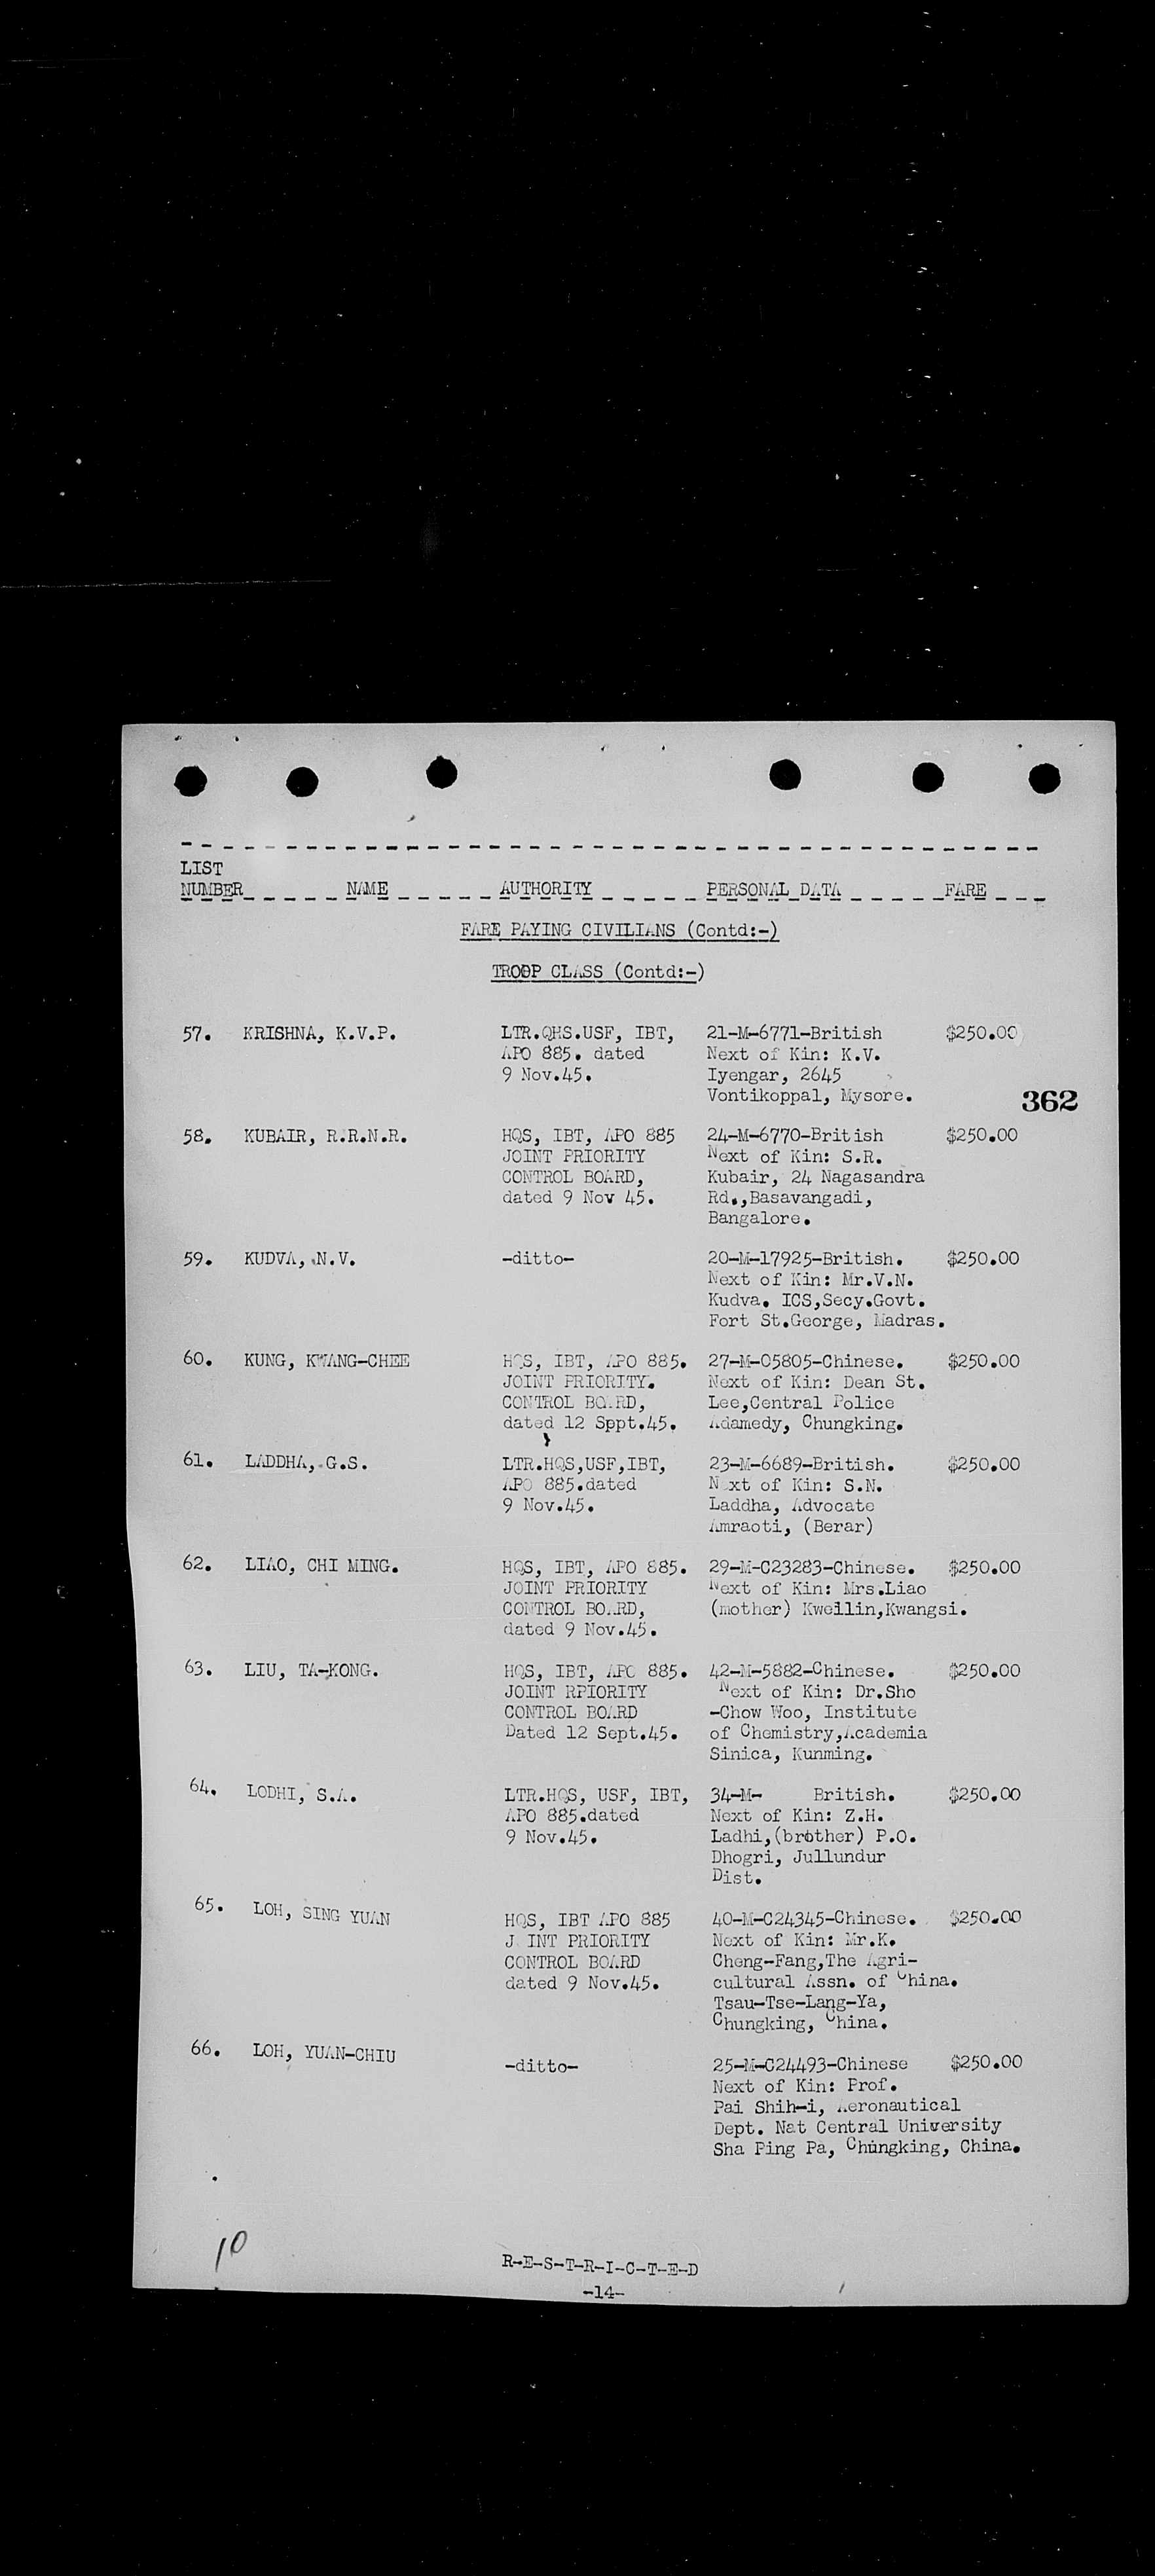 LIST
NUMBER NAME AUTHORITY PERSONAL DATA FARE
FARE PAYING CIVILIANS (Contd:-)
TROOP CLASS (Contd:-)
57. KRISHNA, K.V.P. LTR.QHS.USF, IBT, 21-M-6771-British $250.00
APO 885. dated Next of Kin: K.V.
9 Nov.45. Iyengar, 2645
Vontikoppal, Mysore.
362
58. KUBAIR, R.R.N.R. HQS, IBT, APO 885 24-M-6770-British $250.00
JOINT PRIORITY Next of Kin: S.R.
CONTROL BOARD, Kubair, 24 Nagasandra
dated 9 Nov 45. Rd.,Basavangadi,
Bangalore.
59. KUDVA, N.V. -ditto- 20-M-17925-British. $250.00
Next of Kin: Mr.V.N.
Kudva. ICS,Secy.Govt.
Fort St.George, Madras.
60. KUNG, KWANG-CHEE HQS, IBT, APO 885. 27-M-C5805-Chinese. $250.00
JOINT PRIORITY. Next of Kin: Dean St.
CONTROL BOARD, Lee,Central Police
dated 12 Sppt.45. Adamedy, Chungking.
61. LADDHA, G.S. LTR.HQS,USF,IBT, 23-M-6689-British. $250.00
APO 885.dated Next of Kin: S.N.
9 Nov.45. Laddha, Advocate
Amraoti, (Berar)
62. LIAO, CHI MING. HQS, IBT, APO 885. 29-M-C23283-Chinese. $250.00
JOINT PRIORITY Next of Kin: Mrs.Liao
CONTROL BOARD, (mother) Kweilin,Kwangsi.
dated 9 Nov.45.
63. LIU, TA-KONG. HQS, IBT, APO 885. 42-M-5882-Chinese. $250.00
JOINT RPIORITY Next of Kin: Dr.Sho
CONTROL BOARD -Chow Woo, Institute
Dated 12 Sept.45. of Chemistry,Academia
Sinica, Kunming.
64. LODHI, S.A. LTR.HQS, USF, IBT, 34-M- British. $250.00
APO 885.dated Next of Kin: Z.H.
9 Nov.45. Ladhi,(brother) P.O.
Dhogri, Jullundur
Dist.
65. LOH, SING YUAN HQS, IBT APO 885 40-M-C24345-Chinese. $250.00
J INT PRIORITY Next of Kin: Mr.K.
CONTROL BOARD Cheng-Fang,The Agri-
dated 9 Nov.45. cultural Assn. of China.
Tsau-Tse-Lang-Ya,
Chungking, China.
66. LOH, YUAN-CHIU -ditto- 25-M-C24493-Chinese $250.00
Next of Kin: Prof.
Pai Shih-i, Aeronautical
Dept. Nat Central University
Sha Ping Pa, Chungking, China.
10
R-E-S-T-R-I-C-T-E-D
-14-